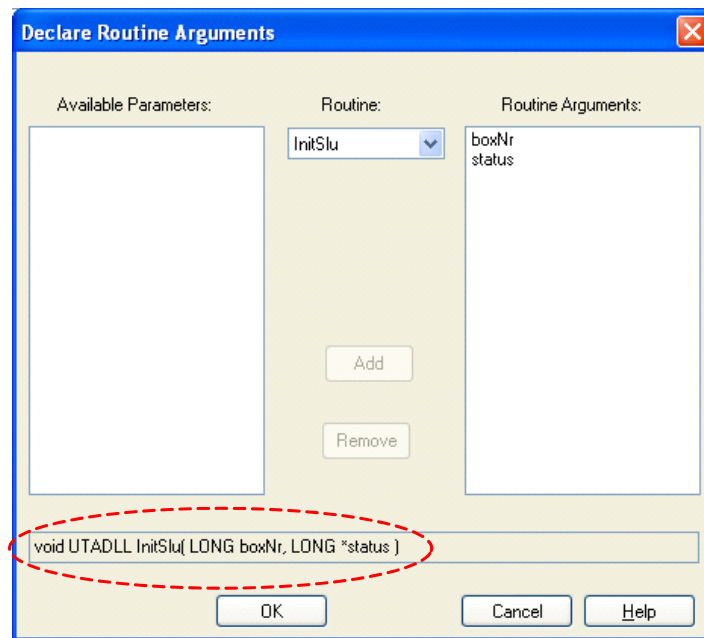 Declare Routine Arguments
Available Parameters:
Routine:
Routine Arguments:
InitSlu
boxNr
status
Add
Remove
void UTADLL InitSlu( LONG boxNr, LONG *status )
OK
Cancel
Help